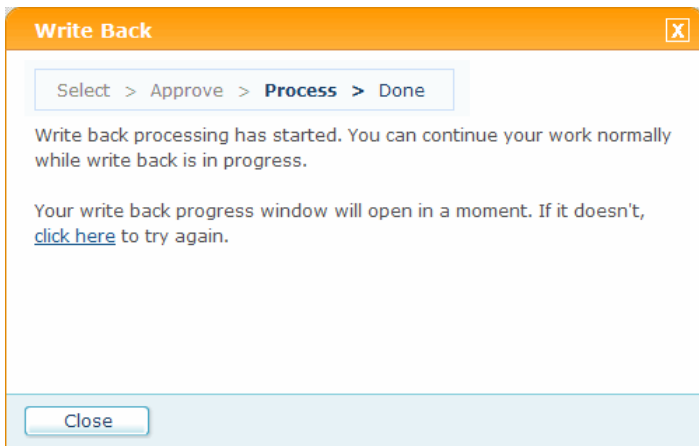 Write Back
X
Select > Approve > Process > Done
Write back processing has started. You can continue your work normally
while write back is in progress.
Your write back progress window will open in a moment. If it doesn't,
click here to try again.
Close